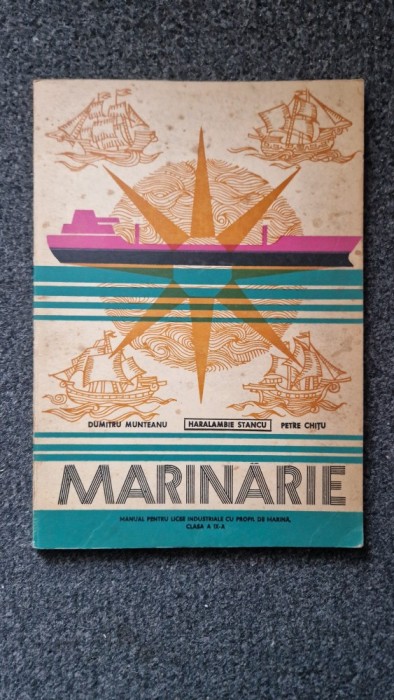 DUMITRU MUNTEANU HARALAMBIE STANCU PETRE CHIȚU
MARINĂRIE
MANUAL PENTRU LICEE INDUSTRIALE CU PROFIL DE MARINĂ,
CLASA A IX-A